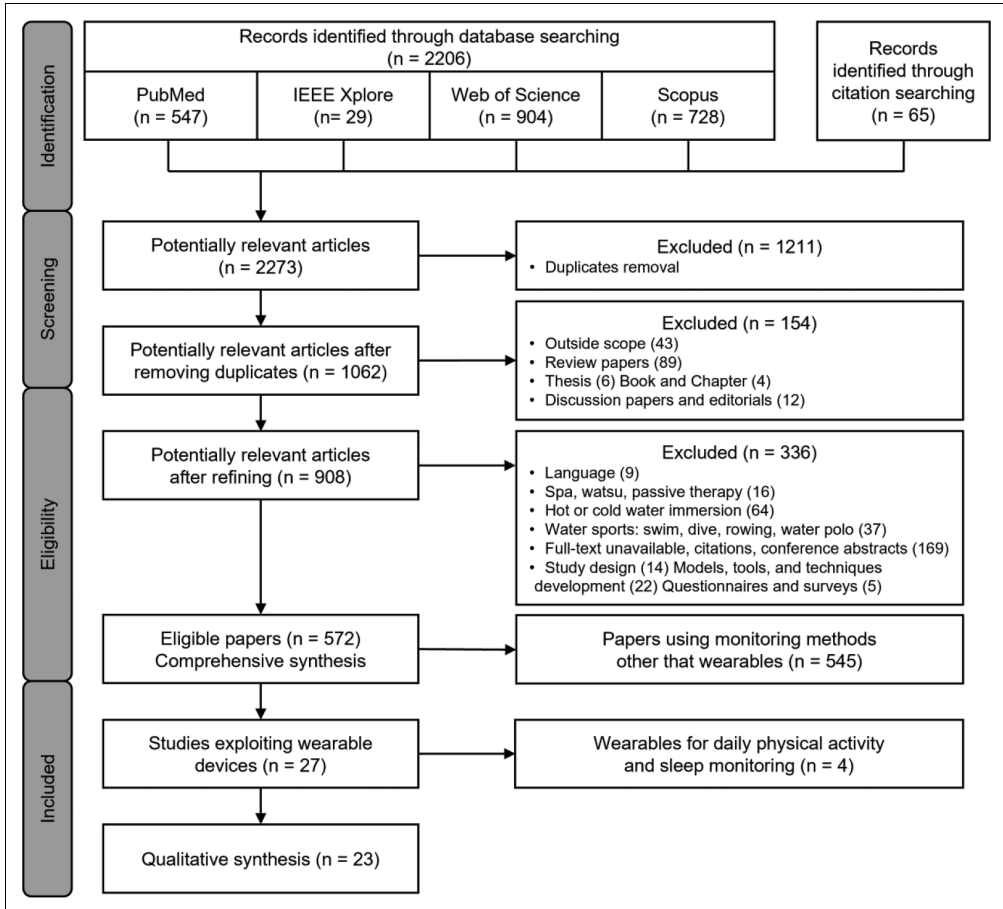 Identification
Records identified through database searching
(n = 2206)
PubMed
(n = 547)
IEEE Xplore
(n= 29)
Web of Science
(n = 904)
Scopus
(n = 728)
Records
identified through
citation searching
(n = 65)
Screening
Potentially relevant articles
(n = 2273)
Excluded (n = 1211)
• Duplicates removal
Potentially relevant articles after
removing duplicates (n = 1062)
Excluded (n = 154)
• Outside scope (43)
• Review papers (89)
• Thesis (6) Book and Chapter (4)
• Discussion papers and editorials (12)
Eligibility
Potentially relevant articles
after refining (n = 908)
Excluded (n = 336)
• Language (9)
• Spa, watsu, passive therapy (16)
• Hot or cold water immersion (64)
• Water sports: swim, dive, rowing, water polo (37)
• Full-text unavailable, citations, conference abstracts (169)
• Study design (14) Models, tools, and techniques
development (22) Questionnaires and surveys (5)
Eligible papers (n = 572)
Comprehensive synthesis
Papers using monitoring methods
other that wearables (n = 545)
Included
Studies exploiting wearable
devices (n = 27)
Wearables for daily physical activity
and sleep monitoring (n = 4)
Qualitative synthesis (n = 23)